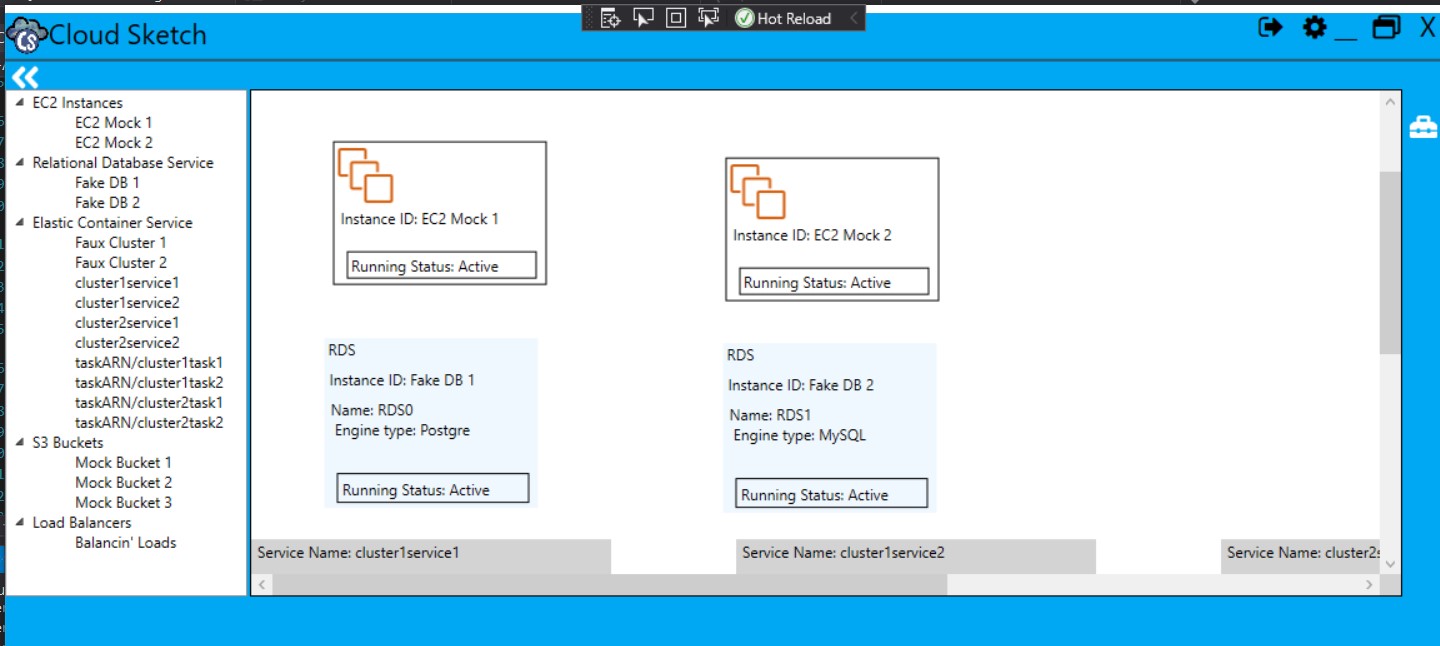 Hot Reload
CS Cloud Sketch
X
EC2 Instances
EC2 Mock 1
EC2 Mock 2
Relational Database Service
Fake DB 1
Fake DB 2
Elastic Container Service
Faux Cluster 1
Faux Cluster 2
cluster1service1
cluster1service2
cluster2service1
cluster2service2
taskARN/cluster1task1
taskARN/cluster1task2
taskARN/cluster2task1
taskARN/cluster2task2
S3 Buckets
Mock Bucket 1
Mock Bucket 2
Mock Bucket 3
Load Balancers
Balancin' Loads
Instance ID: EC2 Mock 1
Running Status: Active
Instance ID: EC2 Mock 2
Running Status: Active
RDS
Instance ID: Fake DB 1
Name: RDS0
Engine type: Postgre
Running Status: Active
RDS
Instance ID: Fake DB 2
Name: RDS1
Engine type: MySQL
Running Status: Active
Service Name: cluster1service1
Service Name: cluster1service2
Service Name: cluster2s